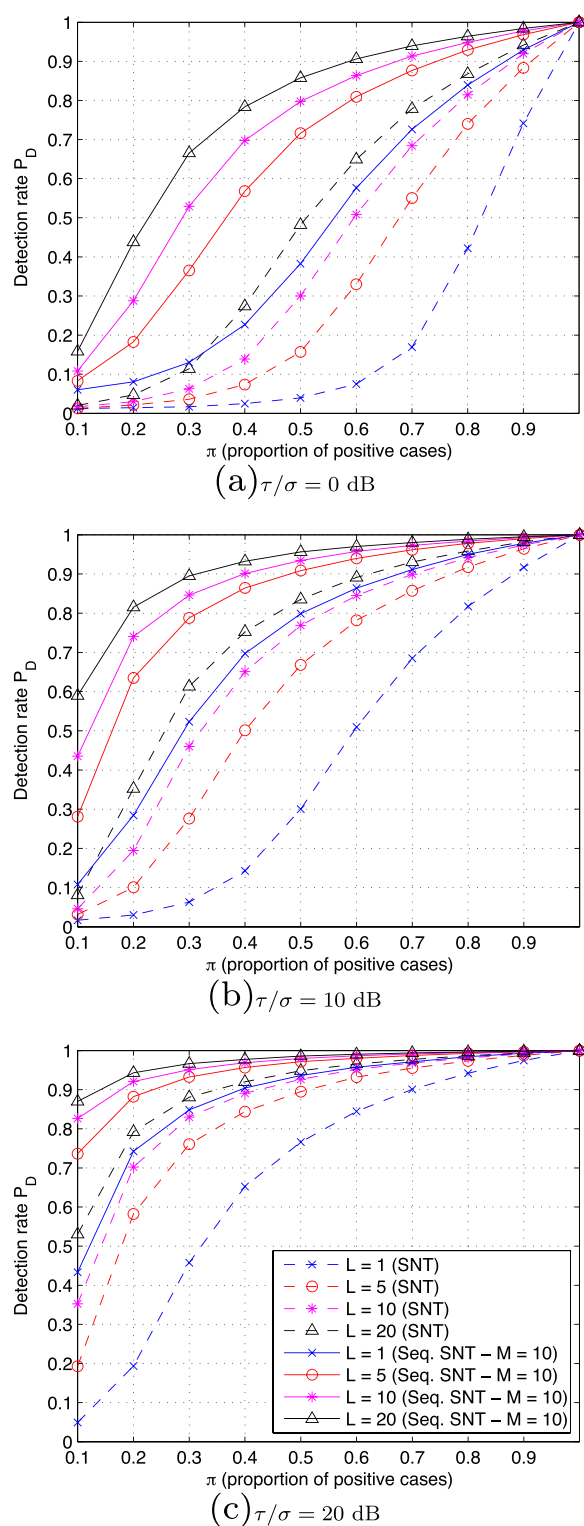 1
0.9
0.8
0.7
0.6
0.5
0.4
0.3
0.2
0.1
0
Detection rate P_D
0.1 0.2 0.3 0.4 0.5 0.6 0.7 0.8 0.9
π (proportion of positive cases)
(a) τ/σ = 0 dB
1
0.9
0.8
0.7
0.6
0.5
0.4
0.3
0.2
0.1
0
Detection rate P_D
0.1 0.2 0.3 0.4 0.5 0.6 0.7 0.8 0.9
π (proportion of positive cases)
(b) τ/σ = 10 dB
1
0.9
0.8
0.7
0.6
0.5
0.4
0.3
0.2
0.1
0
Detection rate P_D
L = 1 (SNT)
L = 5 (SNT)
L = 10 (SNT)
L = 20 (SNT)
L = 1 (Seq. SNT – M = 10)
L = 5 (Seq. SNT – M = 10)
L = 10 (Seq. SNT – M = 10)
L = 20 (Seq. SNT – M = 10)
0.1 0.2 0.3 0.4 0.5 0.6 0.7 0.8 0.9
π (proportion of positive cases)
(c) τ/σ = 20 dB